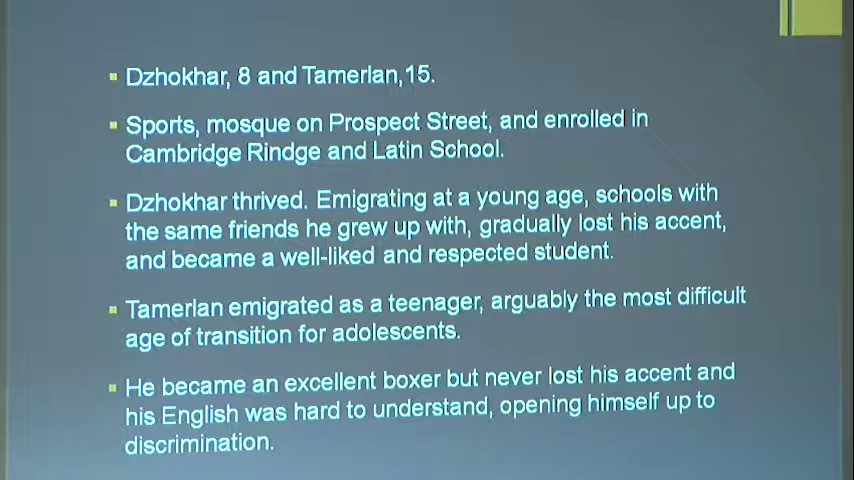 Dzhokhar, 8 and Tamerlan,15.
Sports, mosque on Prospect Street, and enrolled in
Cambridge Rindge and Latin School.
Dzhokhar thrived. Emigrating at a young age, schools with
the same friends he grew up with, gradually lost his accent,
and became a well-liked and respected student.
Tamerlan emigrated as a teenager, arguably the most difficult
age of transition for adolescents.
He became an excellent boxer but never lost his accent and
his English was hard to understand, opening himself up to
discrimination.